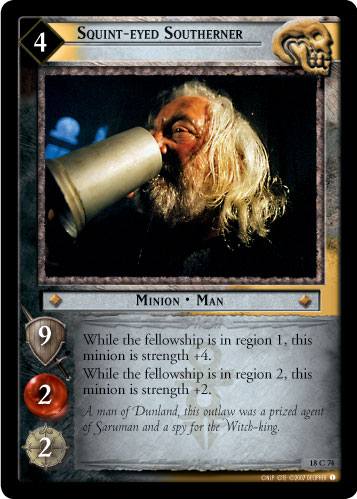 4
SQUINT-EYED SOUTHERNER
MINION • MAN
9
While the fellowship is in region 1, this
minion is strength +4.
2
While the fellowship is in region 2, this
minion is strength +2.
2
A man of Dunland, this outlaw was a prized agent
of Saruman and a spy for the Witch-king.
18 C 74